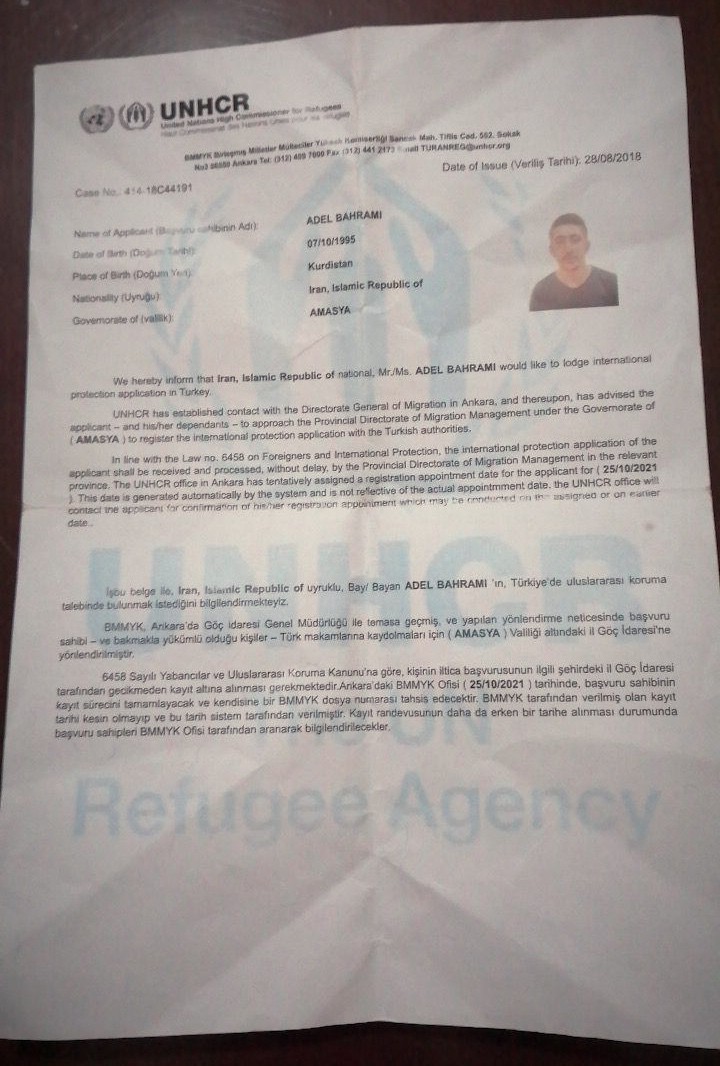 UNHCR
United Nations High Commissioner for Refugees
Haut Commissariat des Nations Unies pour les réfugiés
BMMYK Birleşmiş Milletler Mülteciler Yüksek Komiserliği Sancak Mah. Tiflis Cad. 552. Sokak
No:3 Ankara Tel: (312) 409 7000 Fax (312) 441 2173 TURANREG@unhcr.org
Date of Issue (Veriliş Tarihi): 28/08/2018
Case No.: 414-18C44191
Name of Applicant (Başvuru sahibinin Adı): ADEL BAHRAMI
Date of Birth (Doğum Tarihi): 07/10/1995
Place of Birth (Doğum Yeri): Kurdistan
Nationality (Uyruğu): Iran, Islamic Republic of
Governorate of (valilik): AMASYA
We hereby inform that Iran, Islamic Republic of national, Mr./Ms. ADEL BAHRAMI would like to lodge international
protection application in Turkey.
UNHCR has established contact with the Directorate General of Migration in Ankara, and thereupon, has advised the
applicant – and his/her dependants – to approach the Provincial Directorate of Migration Management under the Governorate of
( AMASYA ) to register the international protection application with the Turkish authorities.
In line with the Law no. 6458 on Foreigners and International Protection, the international protection application of the
applicant shall be received and processed, without delay, by the Provincial Directorate of Migration Management in the relevant
province. The UNHCR office in Ankara has tentatively assigned a registration appointment date for the applicant for ( 25/10/2021
). This date is generated automatically by the system and is not reflective of the actual appointmment date. the UNHCR office will
contact the applicant for confirmation of his/her registration appointment which may be conducted on the assigned or on earlier
date..
İşbu belge ile, Iran, Islamic Republic of uyruklu, Bay/ Bayan ADEL BAHRAMI 'ın, Türkiye'de uluslararası koruma
talebinde bulunmak istediğini bilgilendirmekteyiz.
BMMYK, Ankara'da Göç idaresi Genel Müdürlüğü ile temasa geçmiş, ve yapılan yönlendirme neticesinde başvuru
sahibi – ve bakmakla yükümlü olduğu kişiler – Türk makamlarına kaydolmaları için ( AMASYA ) Valiliği altındaki il Göç İdaresi'ne
yönlendirilmiştir.
6458 Sayılı Yabancılar ve Uluslararası Koruma Kanunu'na göre, kişinin iltica başvurusunun ilgili şehirdeki il Göç İdaresi
tarafından gecikmeden kayıt altına alınması gerekmektedir.Ankara'daki BMMYK Ofisi ( 25/10/2021 ) tarihinde, başvuru sahibinin
kayıt sürecini tamamlayacak ve kendisine bir BMMYK dosya numarası tahsis edecektir. BMMYK tarafından verilmiş olan kayıt
tarihi kesin olmayıp ve bu tarih sistem tarafından verilmiştir. Kayıt randevusunun daha da erken bir tarihe alınması durumunda
başvuru sahipleri BMMYK Ofisi tarafından aranarak bilgilendirilecekler.
UNHCR
The UN
Refugee Agency